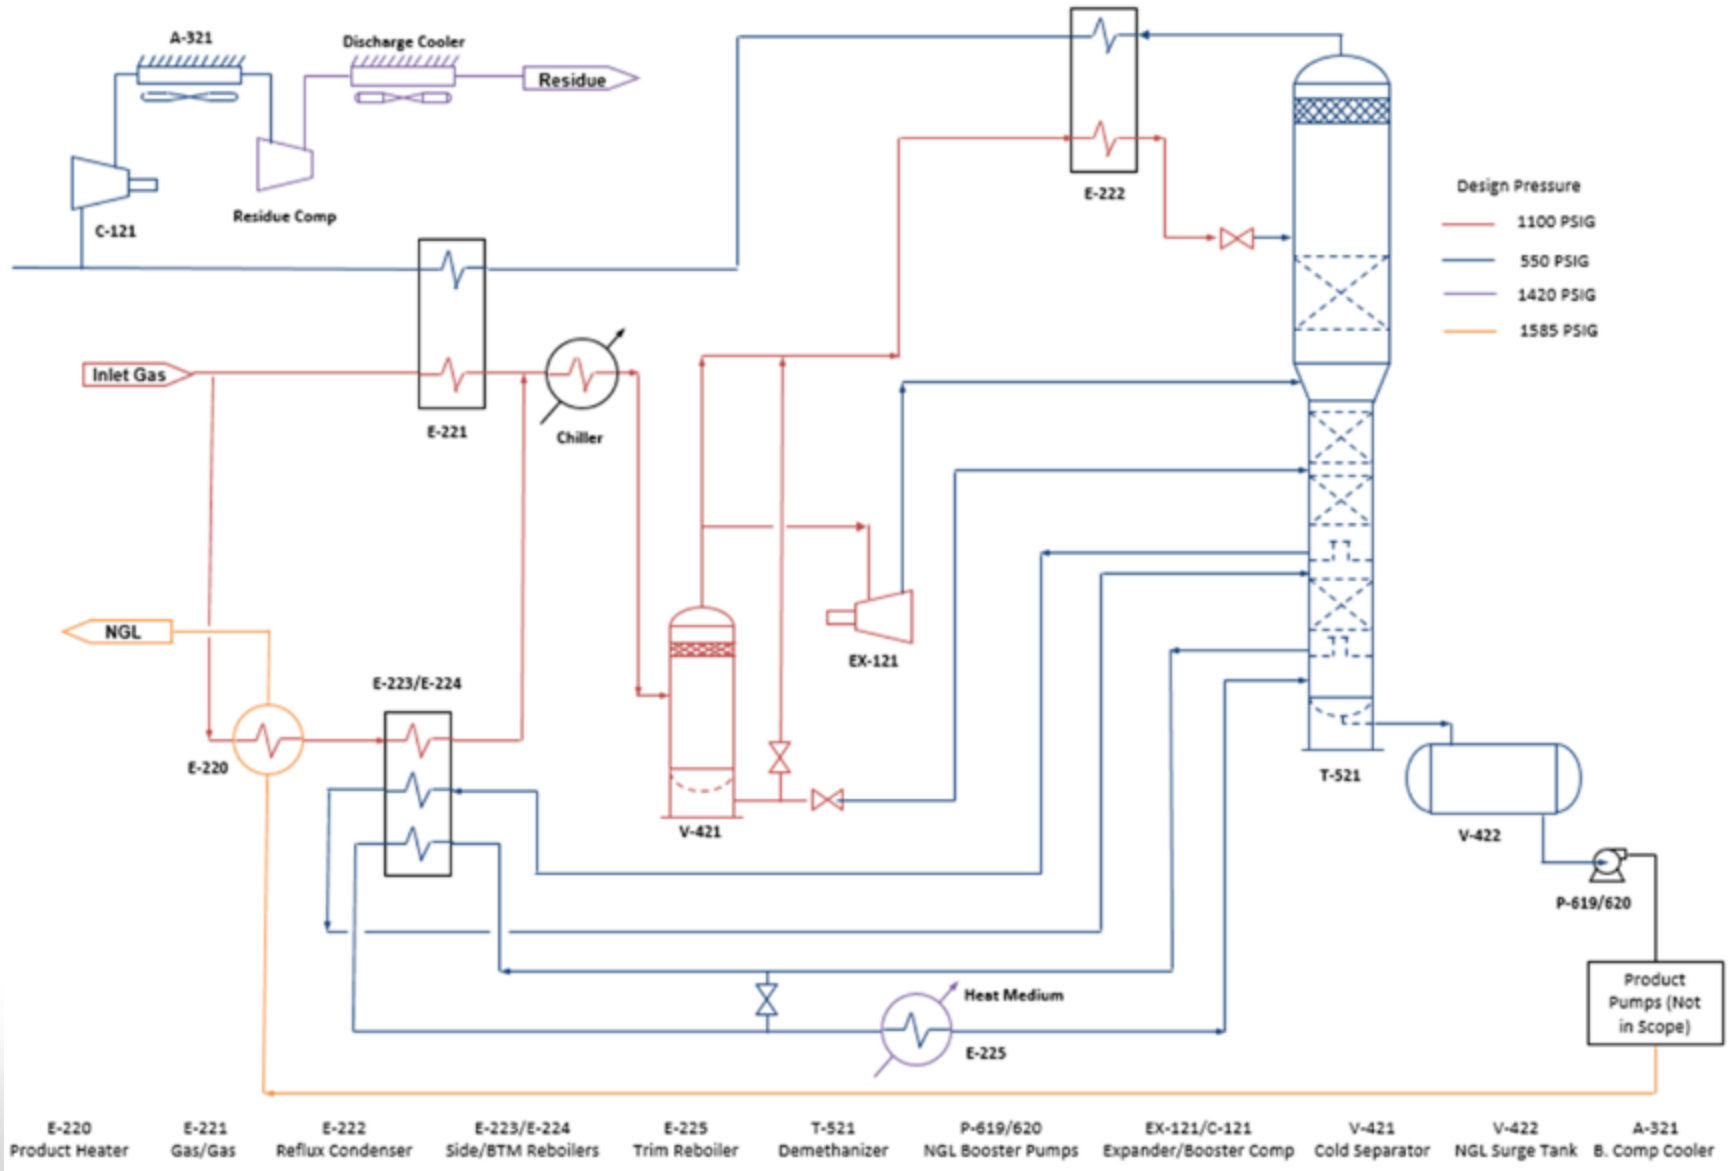 A-321
Discharge Cooler
Residue
C-121
Residue Comp
E-222
Design Pressure
1100 PSIG
550 PSIG
1420 PSIG
1585 PSIG
Inlet Gas
E-221
Chiller
NGL
E-223/E-224
E-220
EX-121
V-421
T-521
V-422
P-619/620
Heat Medium
E-225
Product
Pumps (Not
in Scope)
E-220
Product Heater
E-221
Gas/Gas
E-222
Reflux Condenser
E-223/E-224
Side/BTM Reboilers
E-225
Trim Reboiler
T-521
Demethanizer
P-619/620
NGL Booster Pumps
EX-121/C-121
Expander/Booster Comp
V-421
Cold Separator
V-422
NGL Surge Tank
A-321
B. Comp Cooler